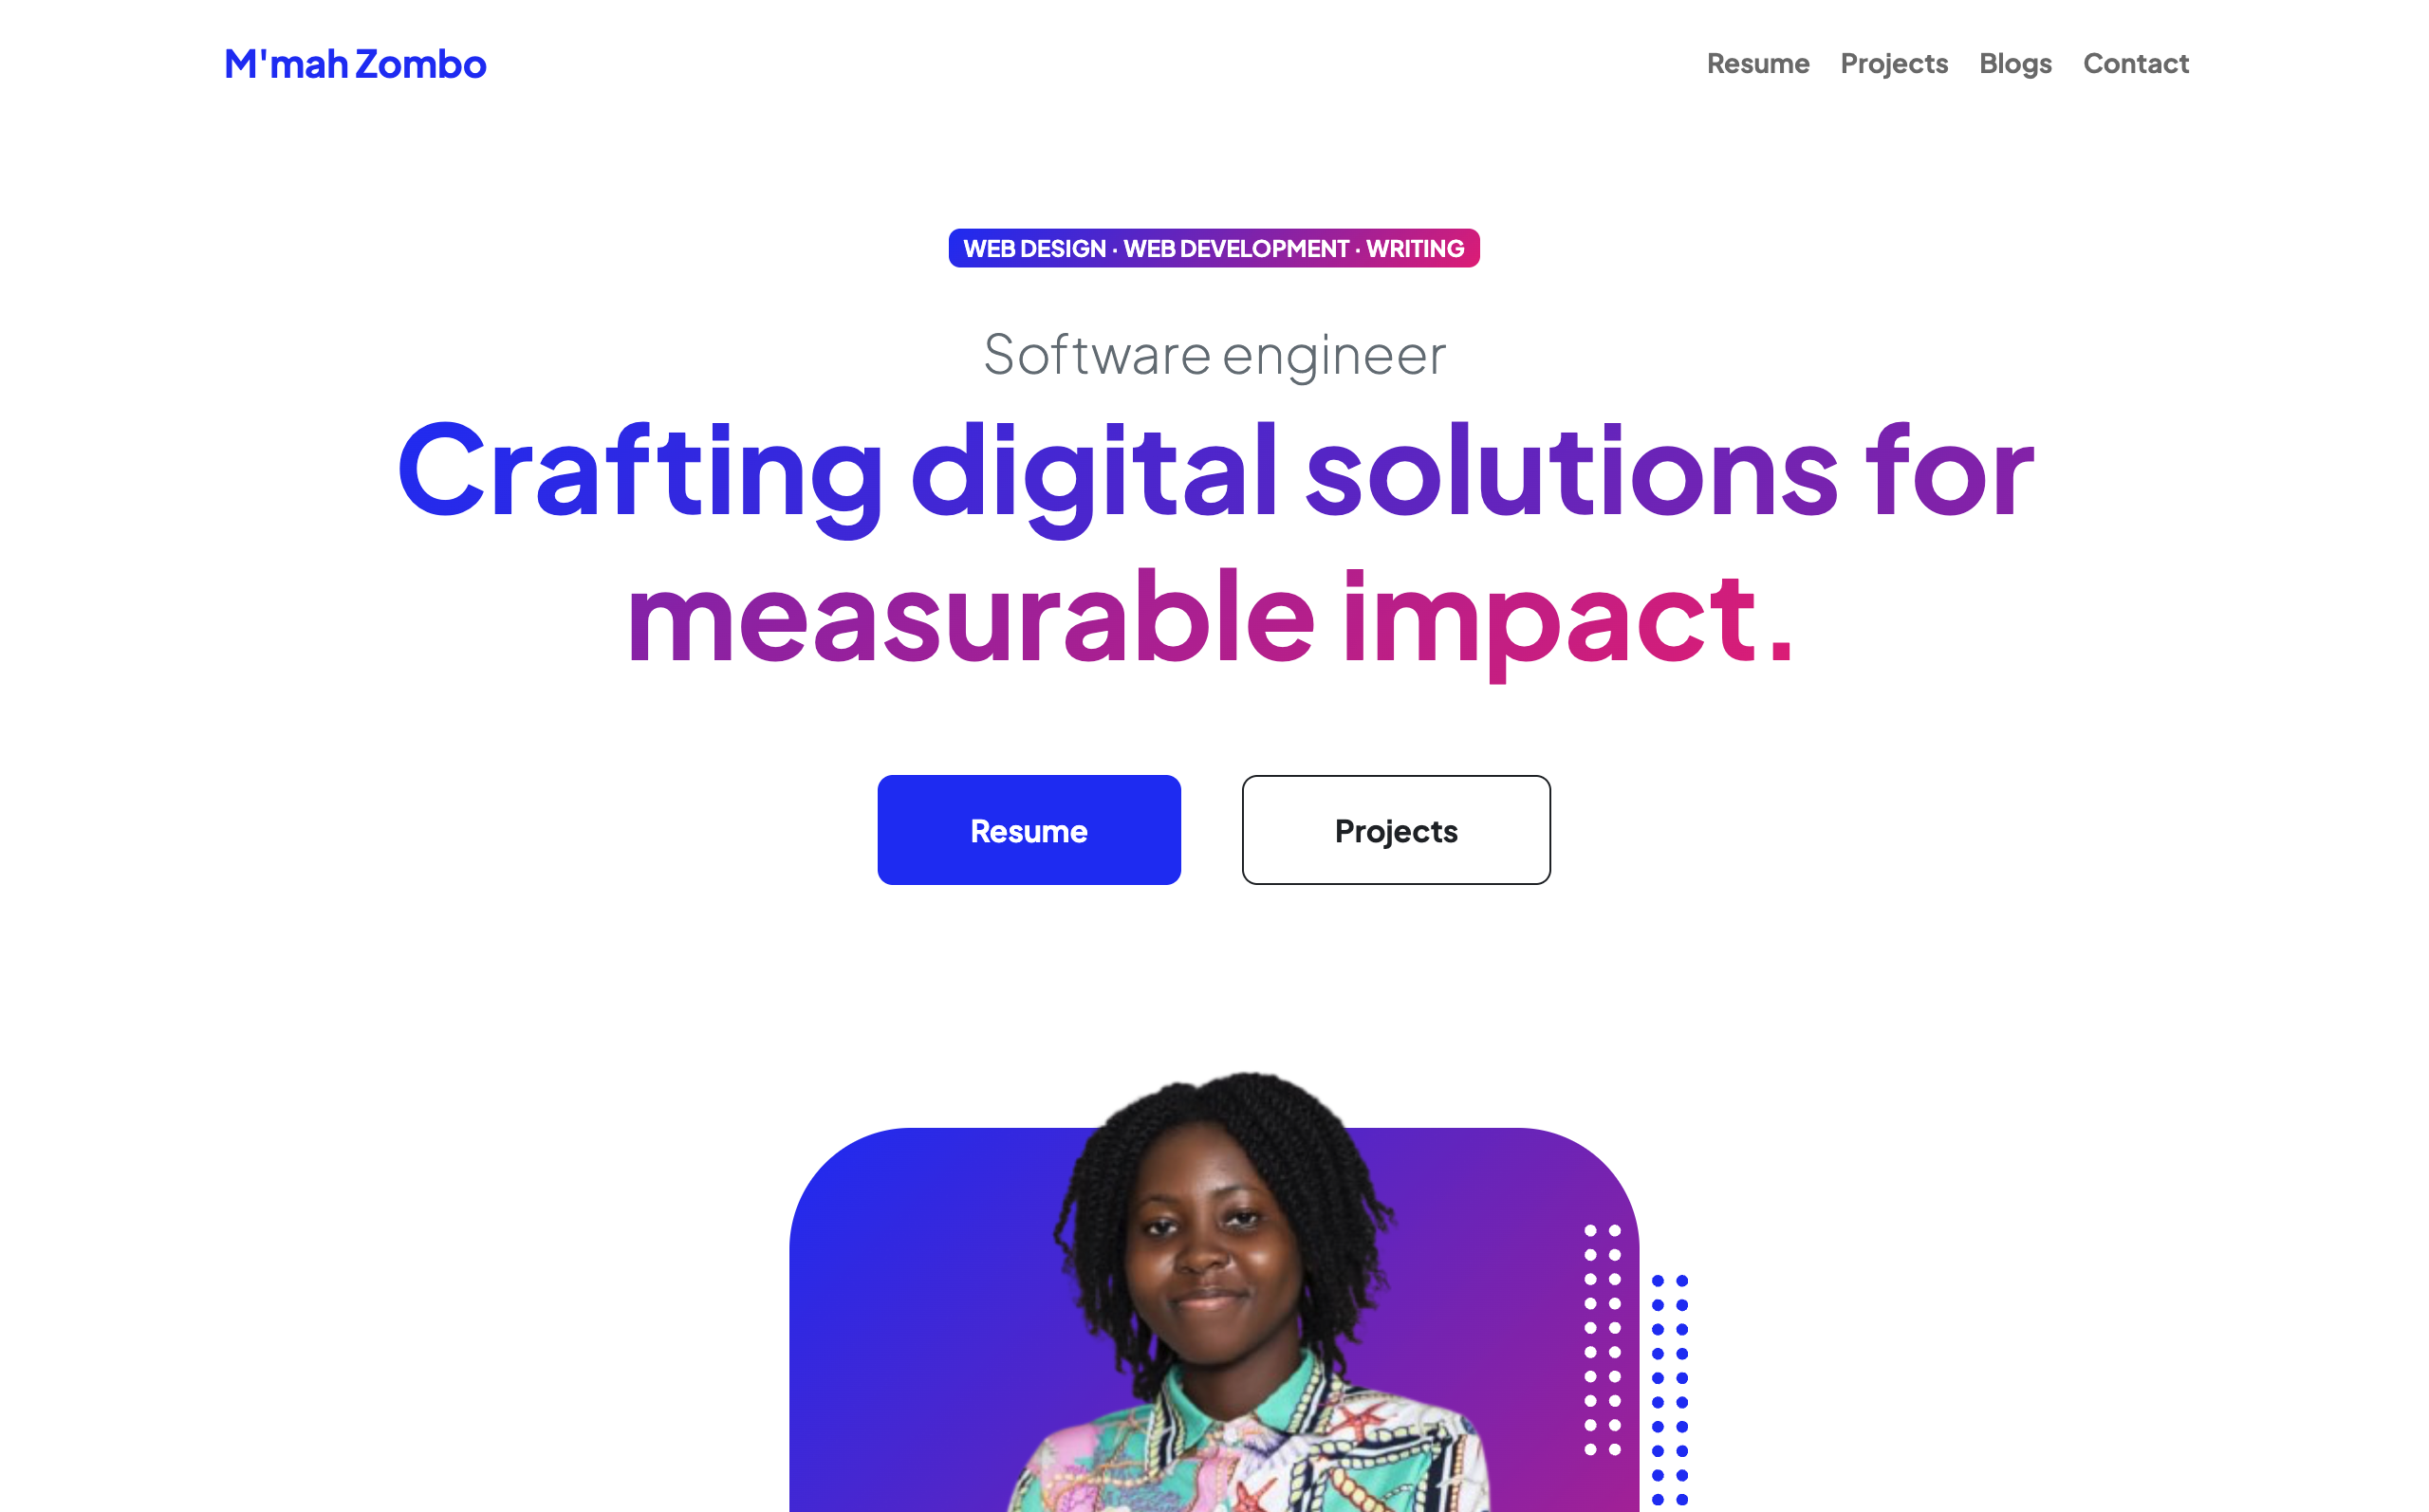 M'mah Zombo
Resume Projects Blogs Contact
WEB DESIGN · WEB DEVELOPMENT · WRITING
Software engineer
Crafting digital solutions for
measurable impact.
Resume
Projects